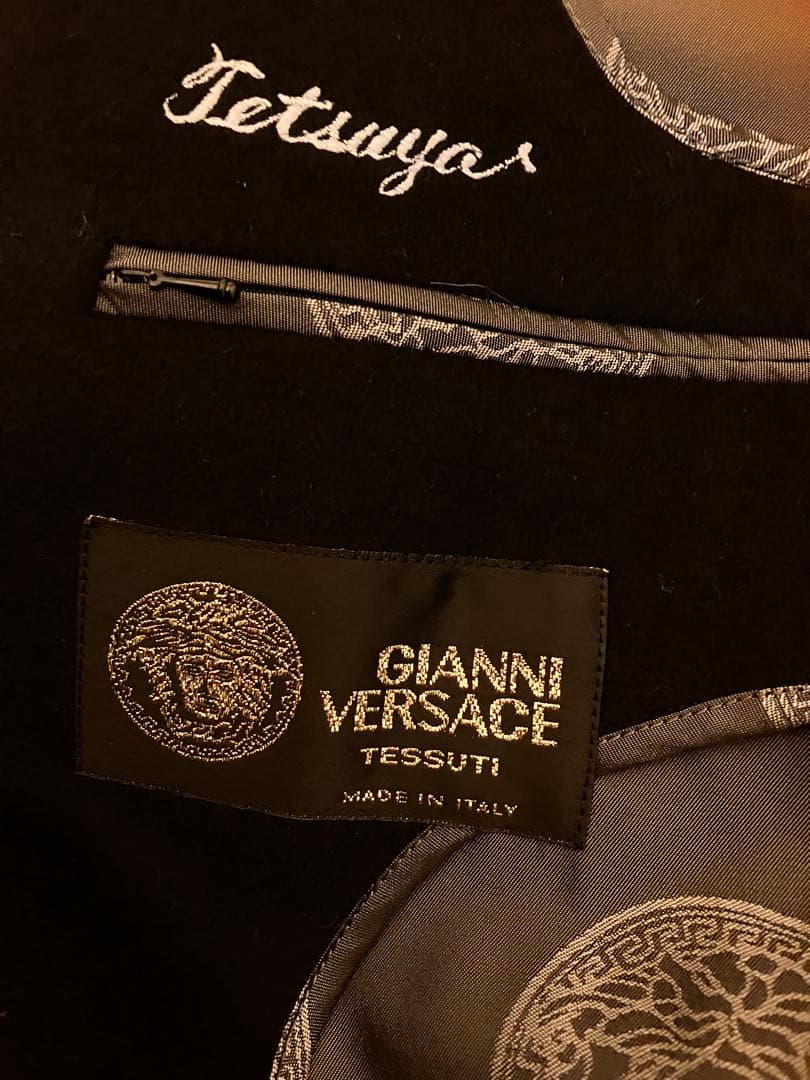 Tetsuya
GIANNI
VERSACE
TESSUTI
MADE IN ITALY